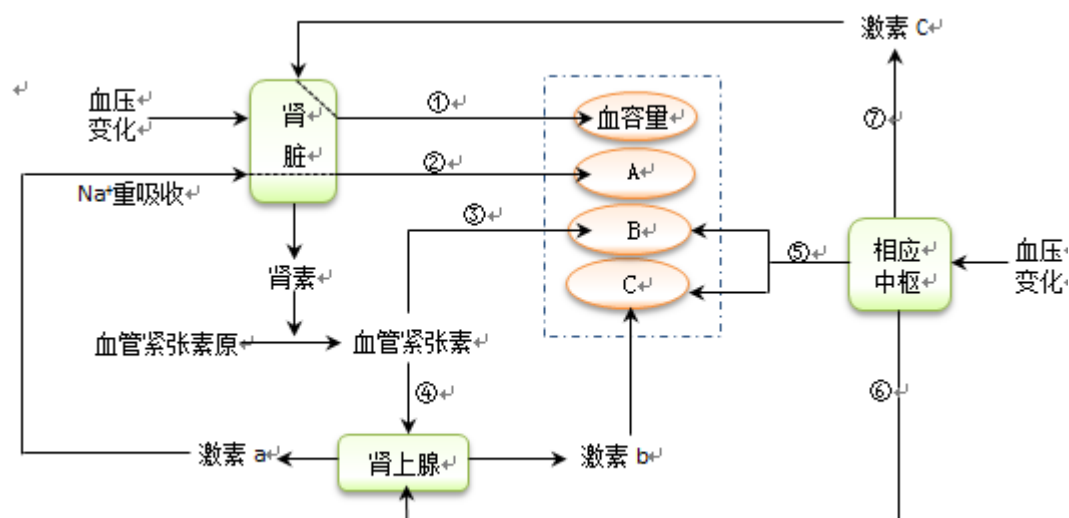 激素 C↵
↵
血压↵
变化↵
肾↵
脏↵
①↵
血容量↵
⑦↵
Na⁺重吸收↵
②↵
A↵
③↵
B↵
⑤↵
相应↵
中枢↵
血压↵
变化↵
肾素↵
C↵
血管紧张素原↵
血管紧张素↵
④↵
⑥↵
激素 a↵
肾上腺↵
激素 b↵